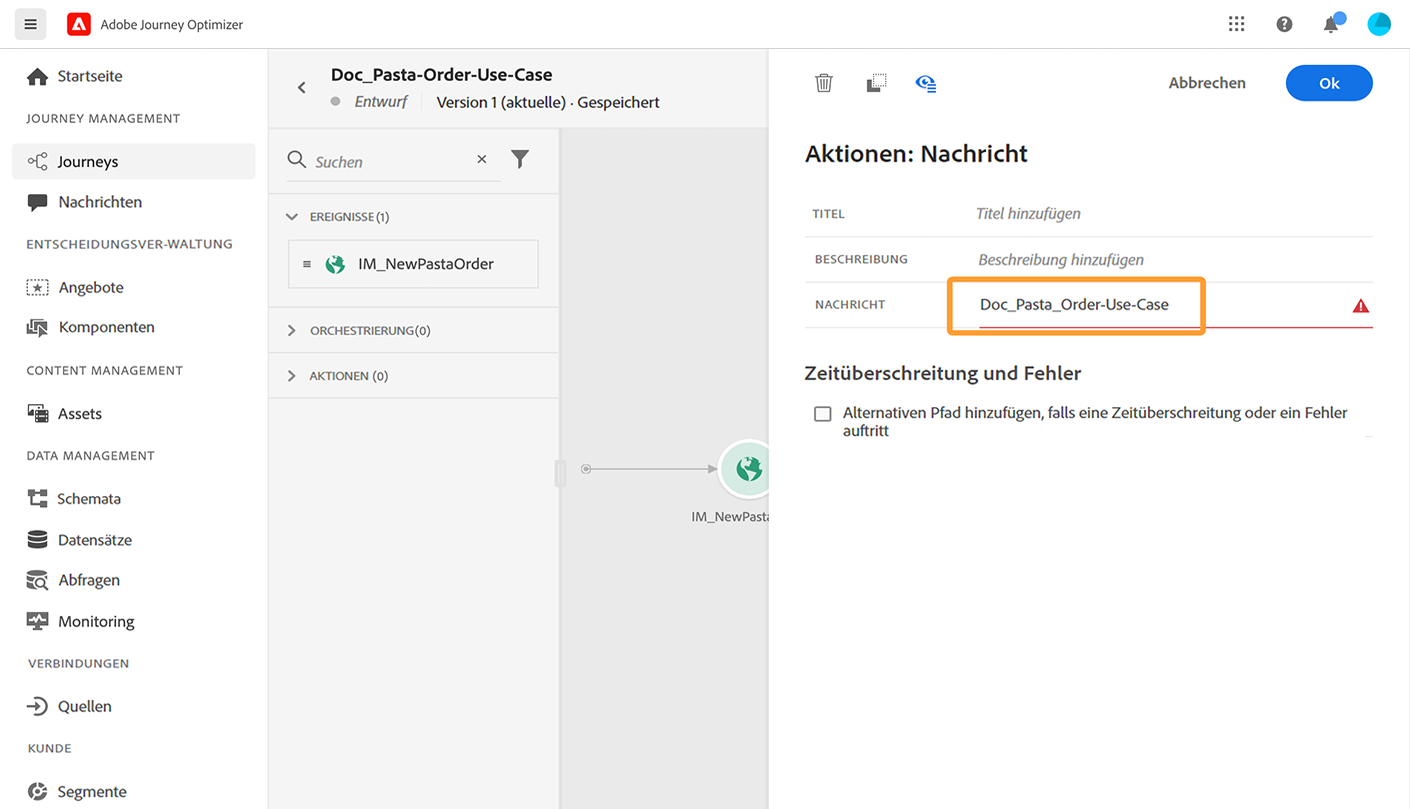 Adobe Journey Optimizer
Startseite
JOURNEY MANAGEMENT
Journeys
Nachrichten
ENTSCHEIDUNGSVER-WALTUNG
Angebote
Komponenten
CONTENT MANAGEMENT
Assets
DATA MANAGEMENT
Schemata
Datensätze
Abfragen
Monitoring
VERBINDUNGEN
Quellen
KUNDE
Segmente
Doc_Pasta-Order-Use-Case
Entwurf
Version 1 (aktuelle) · Gespeichert
Suchen
EREIGNISSE (1)
IM_NewPastaOrder
ORCHESTRIERUNG(0)
AKTIONEN (0)
IM_NewPasta
Abbrechen
Ok
Aktionen: Nachricht
TITEL
Titel hinzufügen
BESCHREIBUNG
Beschreibung hinzufügen
NACHRICHT
Doc_Pasta_Order-Use-Case
Zeitüberschreitung und Fehler
Alternativen Pfad hinzufügen, falls eine Zeitüberschreitung oder ein Fehler
auftritt